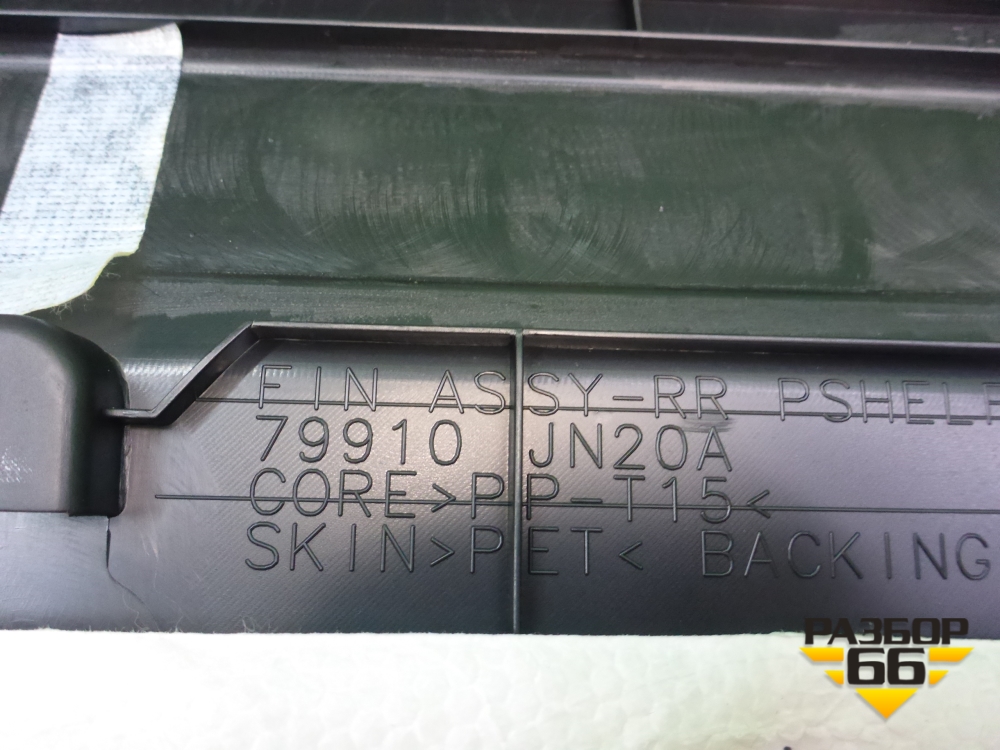 FIN ASSY-RR PSHELF
79910 JN20A
CORE>PP-T15<
SKIN>PET< BACKING
РАЗБОР
66